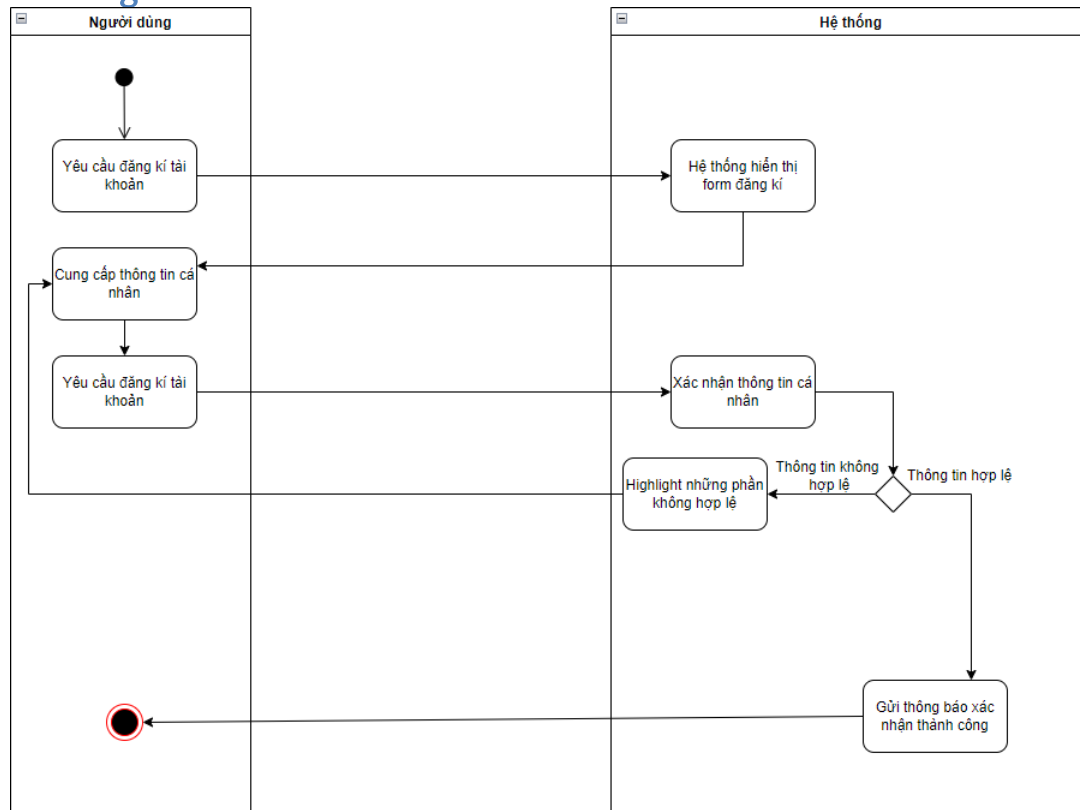 g
Người dùng
Hệ thống
Yêu cầu đăng kí tài
khoản
Hệ thống hiển thị
form đăng kí
Cung cấp thông tin cá
nhân
Yêu cầu đăng kí tài
khoản
Xác nhận thông tin cá
nhân
Thông tin không
hợp lệ
Thông tin hợp lệ
Highlight những phần
không hợp lệ
Gửi thông báo xác
nhận thành công